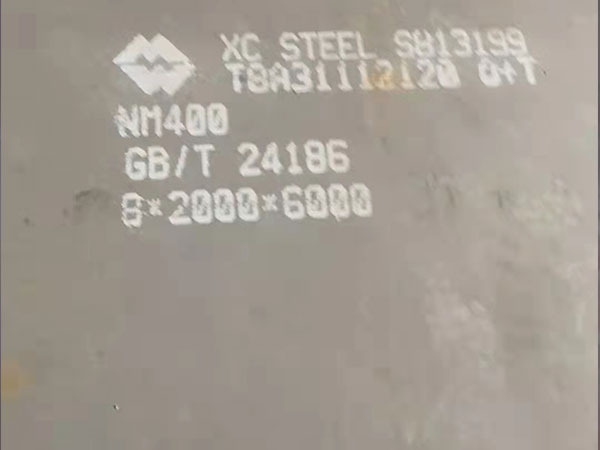 XC STEEL S813199
T8A31112120 Q+T
NM400
GB/T 24186
8*2000*6000